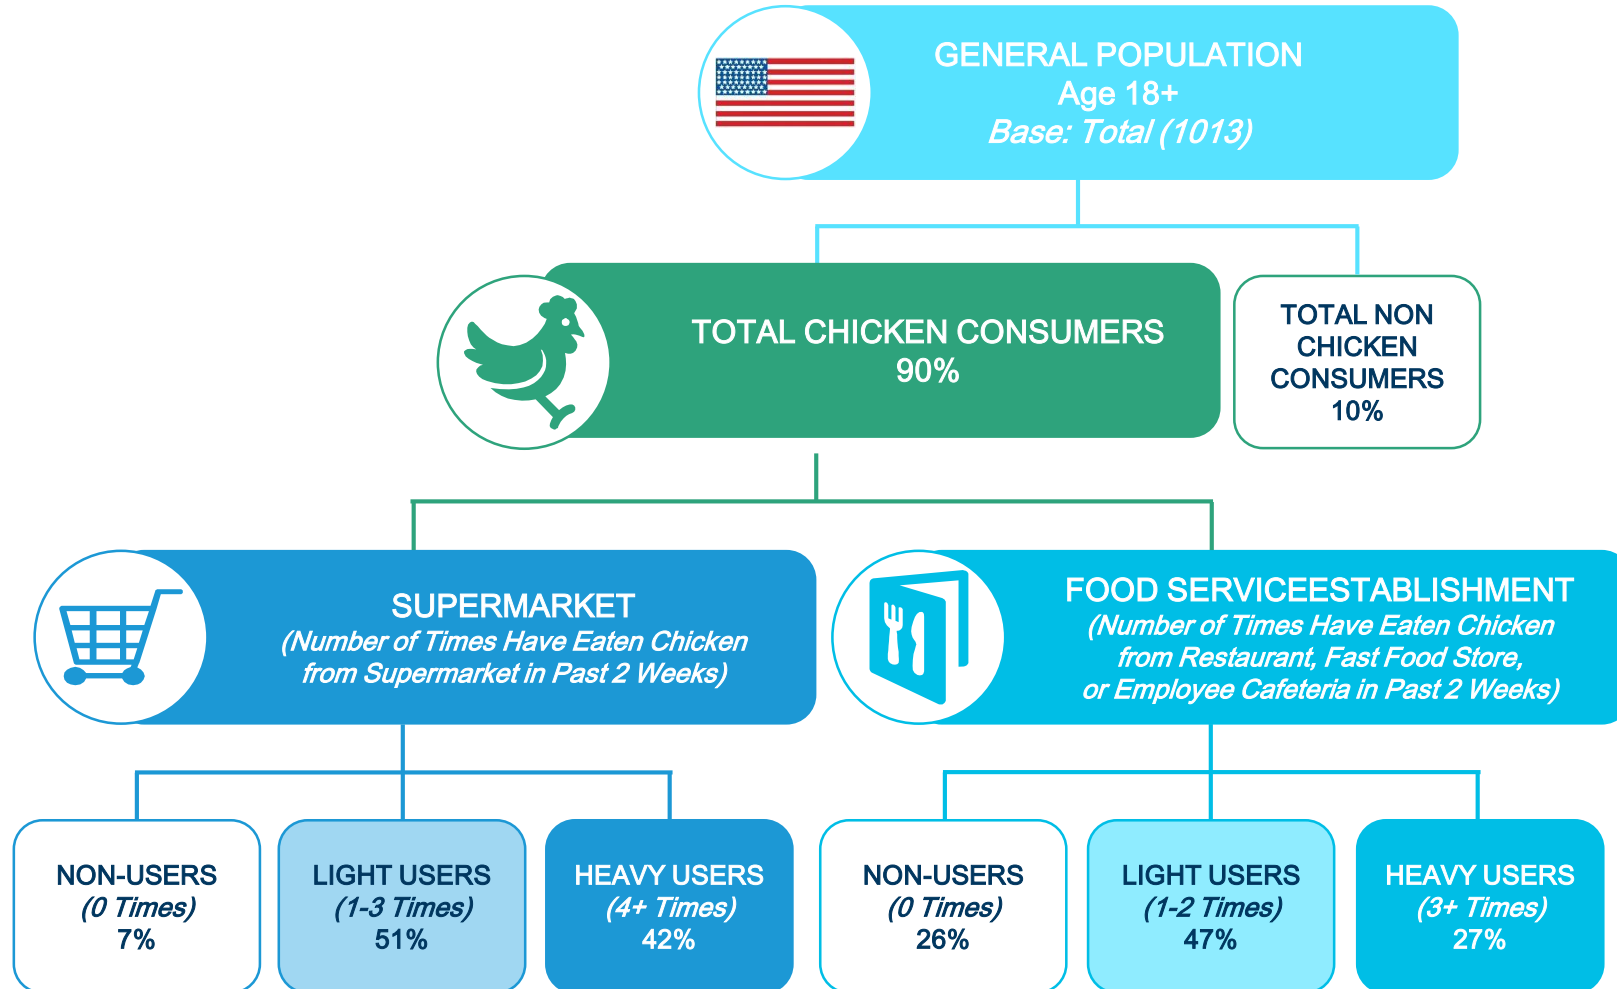 GENERAL POPULATION
Age 18+
Base: Total (1013)
TOTAL CHICKEN CONSUMERS
90%
TOTAL NON
CHICKEN
CONSUMERS
10%
SUPERMARKET
(Number of Times Have Eaten Chicken
from Supermarket in Past 2 Weeks)
FOOD SERVICEESTABLISHMENT
(Number of Times Have Eaten Chicken
from Restaurant, Fast Food Store,
or Employee Cafeteria in Past 2 Weeks)
NON-USERS
(0 Times)
7%
LIGHT USERS
(1-3 Times)
51%
HEAVY USERS
(4+ Times)
42%
NON-USERS
(0 Times)
26%
LIGHT USERS
(1-2 Times)
47%
HEAVY USERS
(3+ Times)
27%